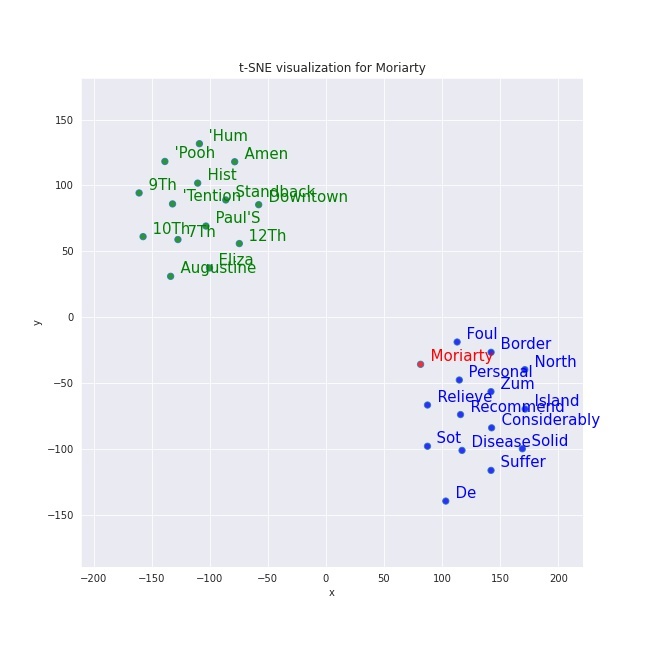 t-SNE visualization for Moriarty
150
100
50
0
−50
−100
−150
y
'Hum
'Pooh
Amen
Hist
9Th
'Tention
Standback
Downtown
Paul'S
10Th
7Th
12Th
Eliza
Augustine
Foul
Border
Moriarty
North
Personal
Zum
Relieve
Island
Recommend
Considerably
Sot
Disease
Solid
Suffer
De
−200
−150
−100
−50
0
50
100
150
200
x